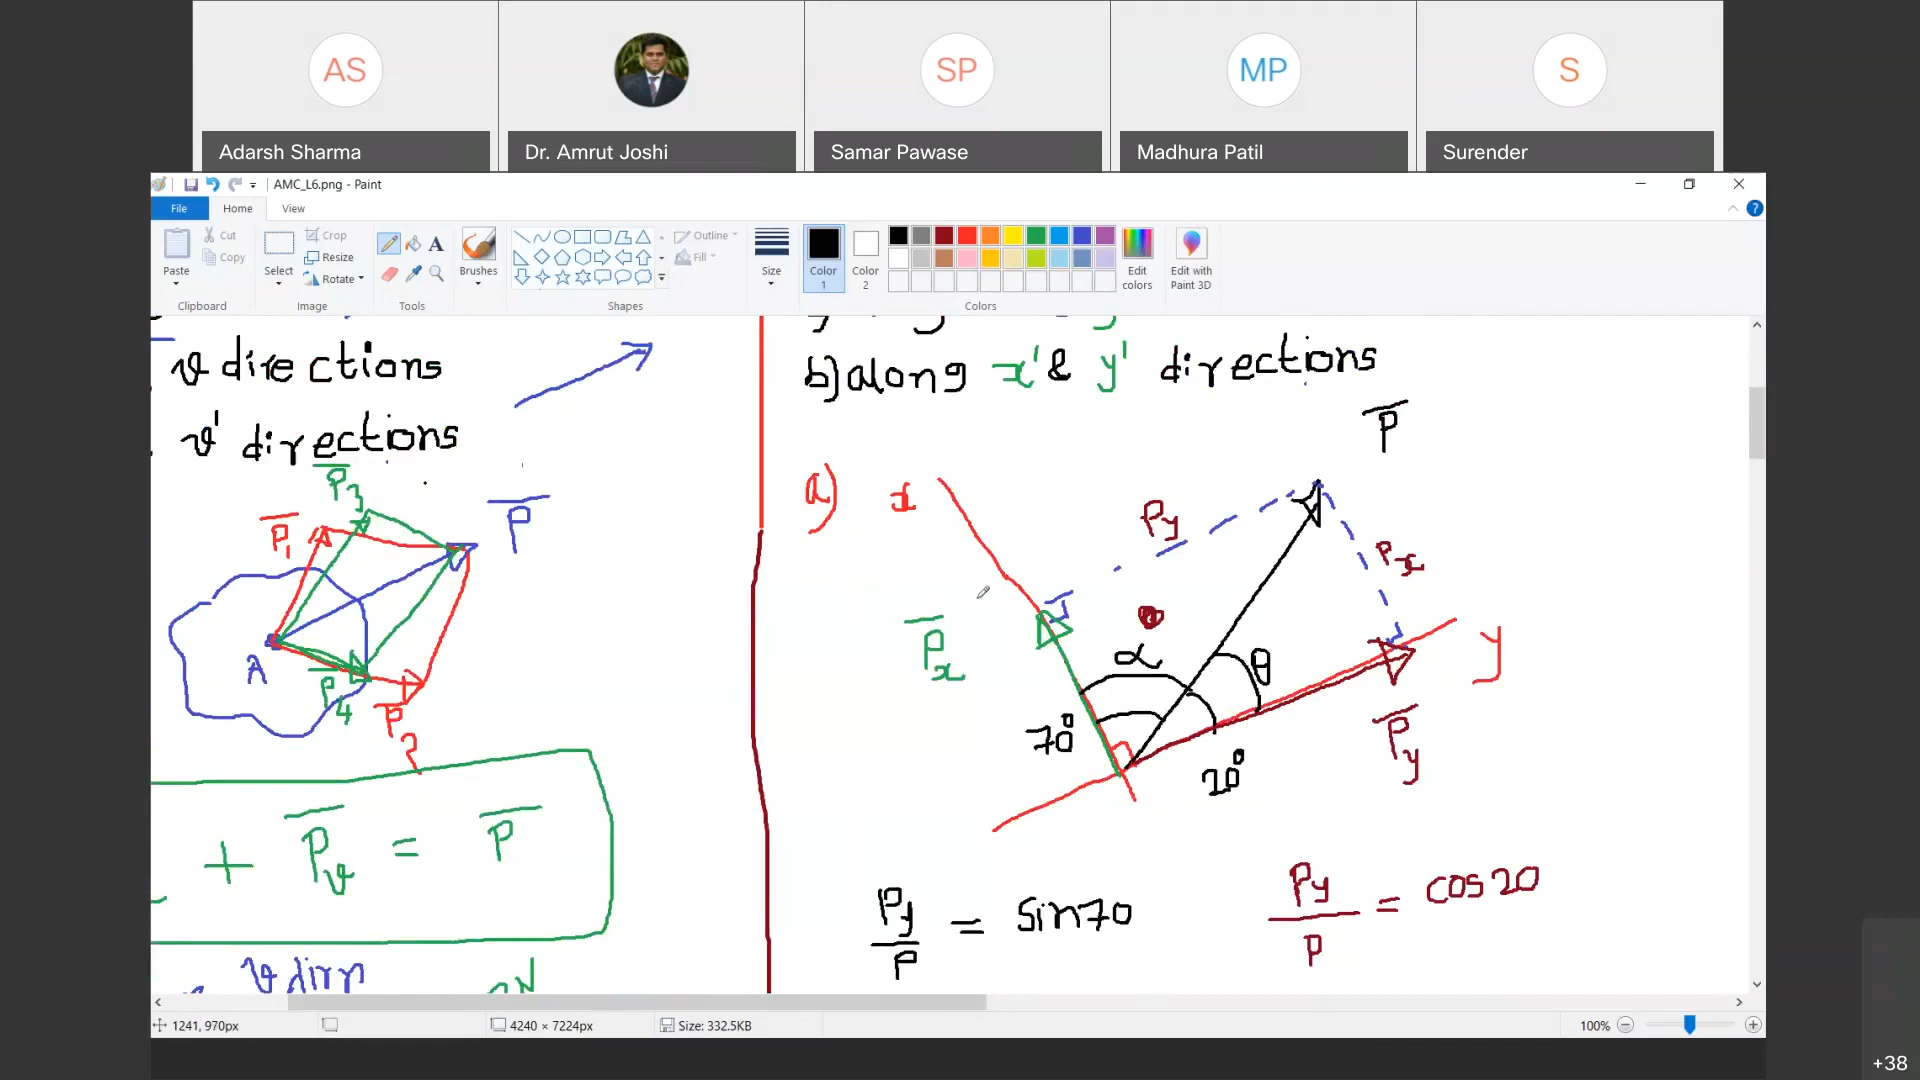 AS
SP
MP
S
Adarsh Sharma
Dr. Amrut Joshi
Samar Pawase
Madhura Patil
Surender
AMC_L6.png - Paint
File
Home
View
Paste
Cut
Copy
Clipboard
Select
Crop
Resize
Rotate
Image
A
Tools
Brushes
Outline
Fill
Shapes
Size
Color
1
Color
2
Edit
colors
Colors
Edit with
Paint 3D
v directions
v' directions
P3
P1
P
A
P4
P2
+ Pv = P
v dirn
b) along x' & y' directions
a) x
P
Py
Px
Px
α
θ
y
70°
20°
Py
Py/P = sin70
Py/P = cos20
1241, 970px
4240 × 7224px
Size: 332.5KB
100%
+38